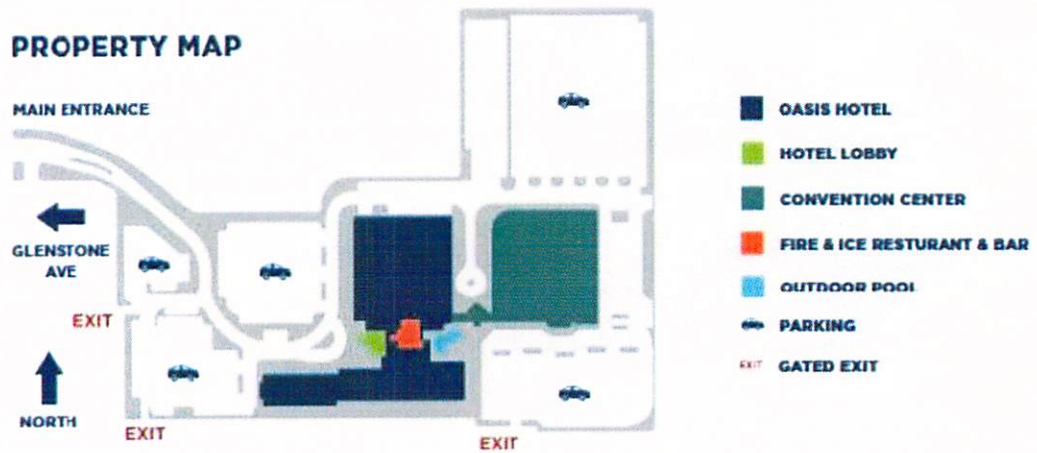 PROPERTY MAP
MAIN ENTRANCE
GLENSTONE
AVE
EXIT
NORTH
EXIT
EXIT
OASIS HOTEL
HOTEL LOBBY
CONVENTION CENTER
FIRE & ICE RESTURANT & BAR
OUTDOOR POOL
PARKING
EXIT GATED EXIT